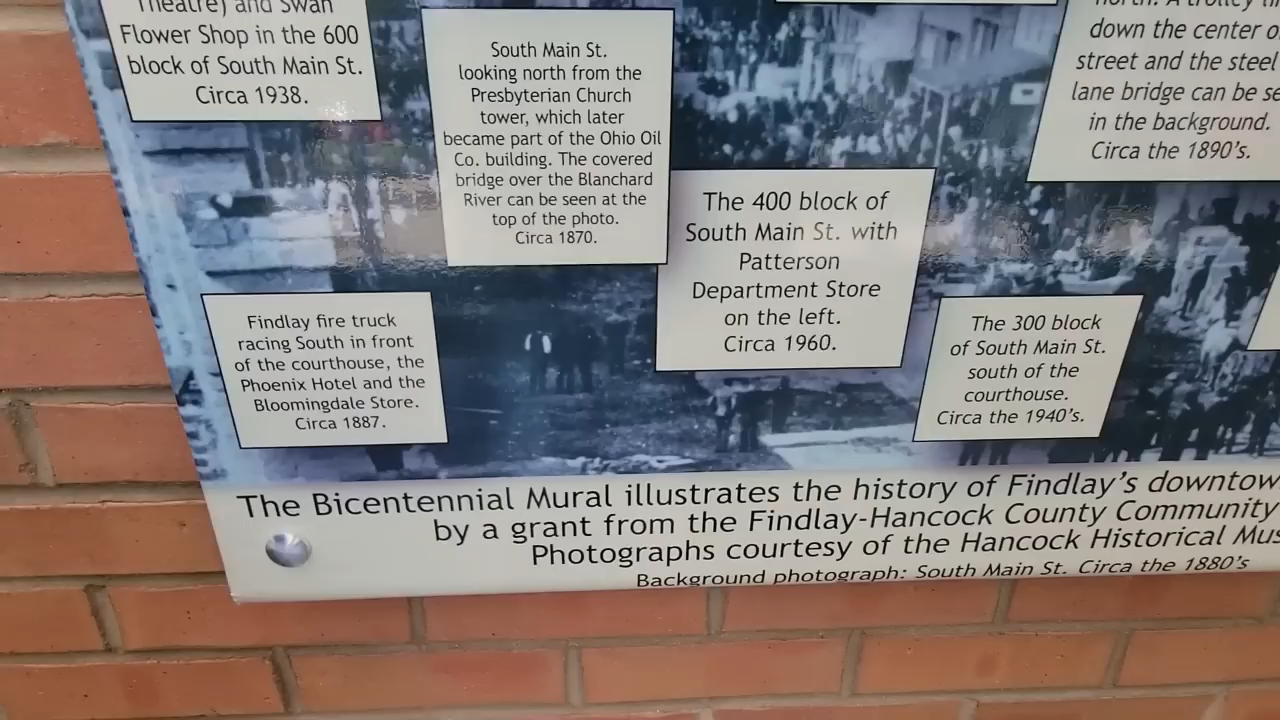 Theatre) and Swan
Flower Shop in the 600
block of South Main St.
Circa 1938.
South Main St.
looking north from the
Presbyterian Church
tower, which later
became part of the Ohio Oil
Co. building. The covered
bridge over the Blanchard
River can be seen at the
top of the photo.
Circa 1870.
north. A trolley
down the center
street and the steel
lane bridge can be
in the background.
Circa the 1890's.
The 400 block of
South Main St. with
Patterson
Department Store
on the left.
Circa 1960.
Findlay fire truck
racing South in front
of the courthouse, the
Phoenix Hotel and the
Bloomingdale Store.
Circa 1887.
The 300 block
of South Main St.
south of the
courthouse.
Circa the 1940's.
The Bicentennial Mural illustrates the history of Findlay's
by a grant from the Findlay-Hancock County Community
Photographs courtesy of the Hancock Historical
Background photograph: South Main St. Circa the 1880's